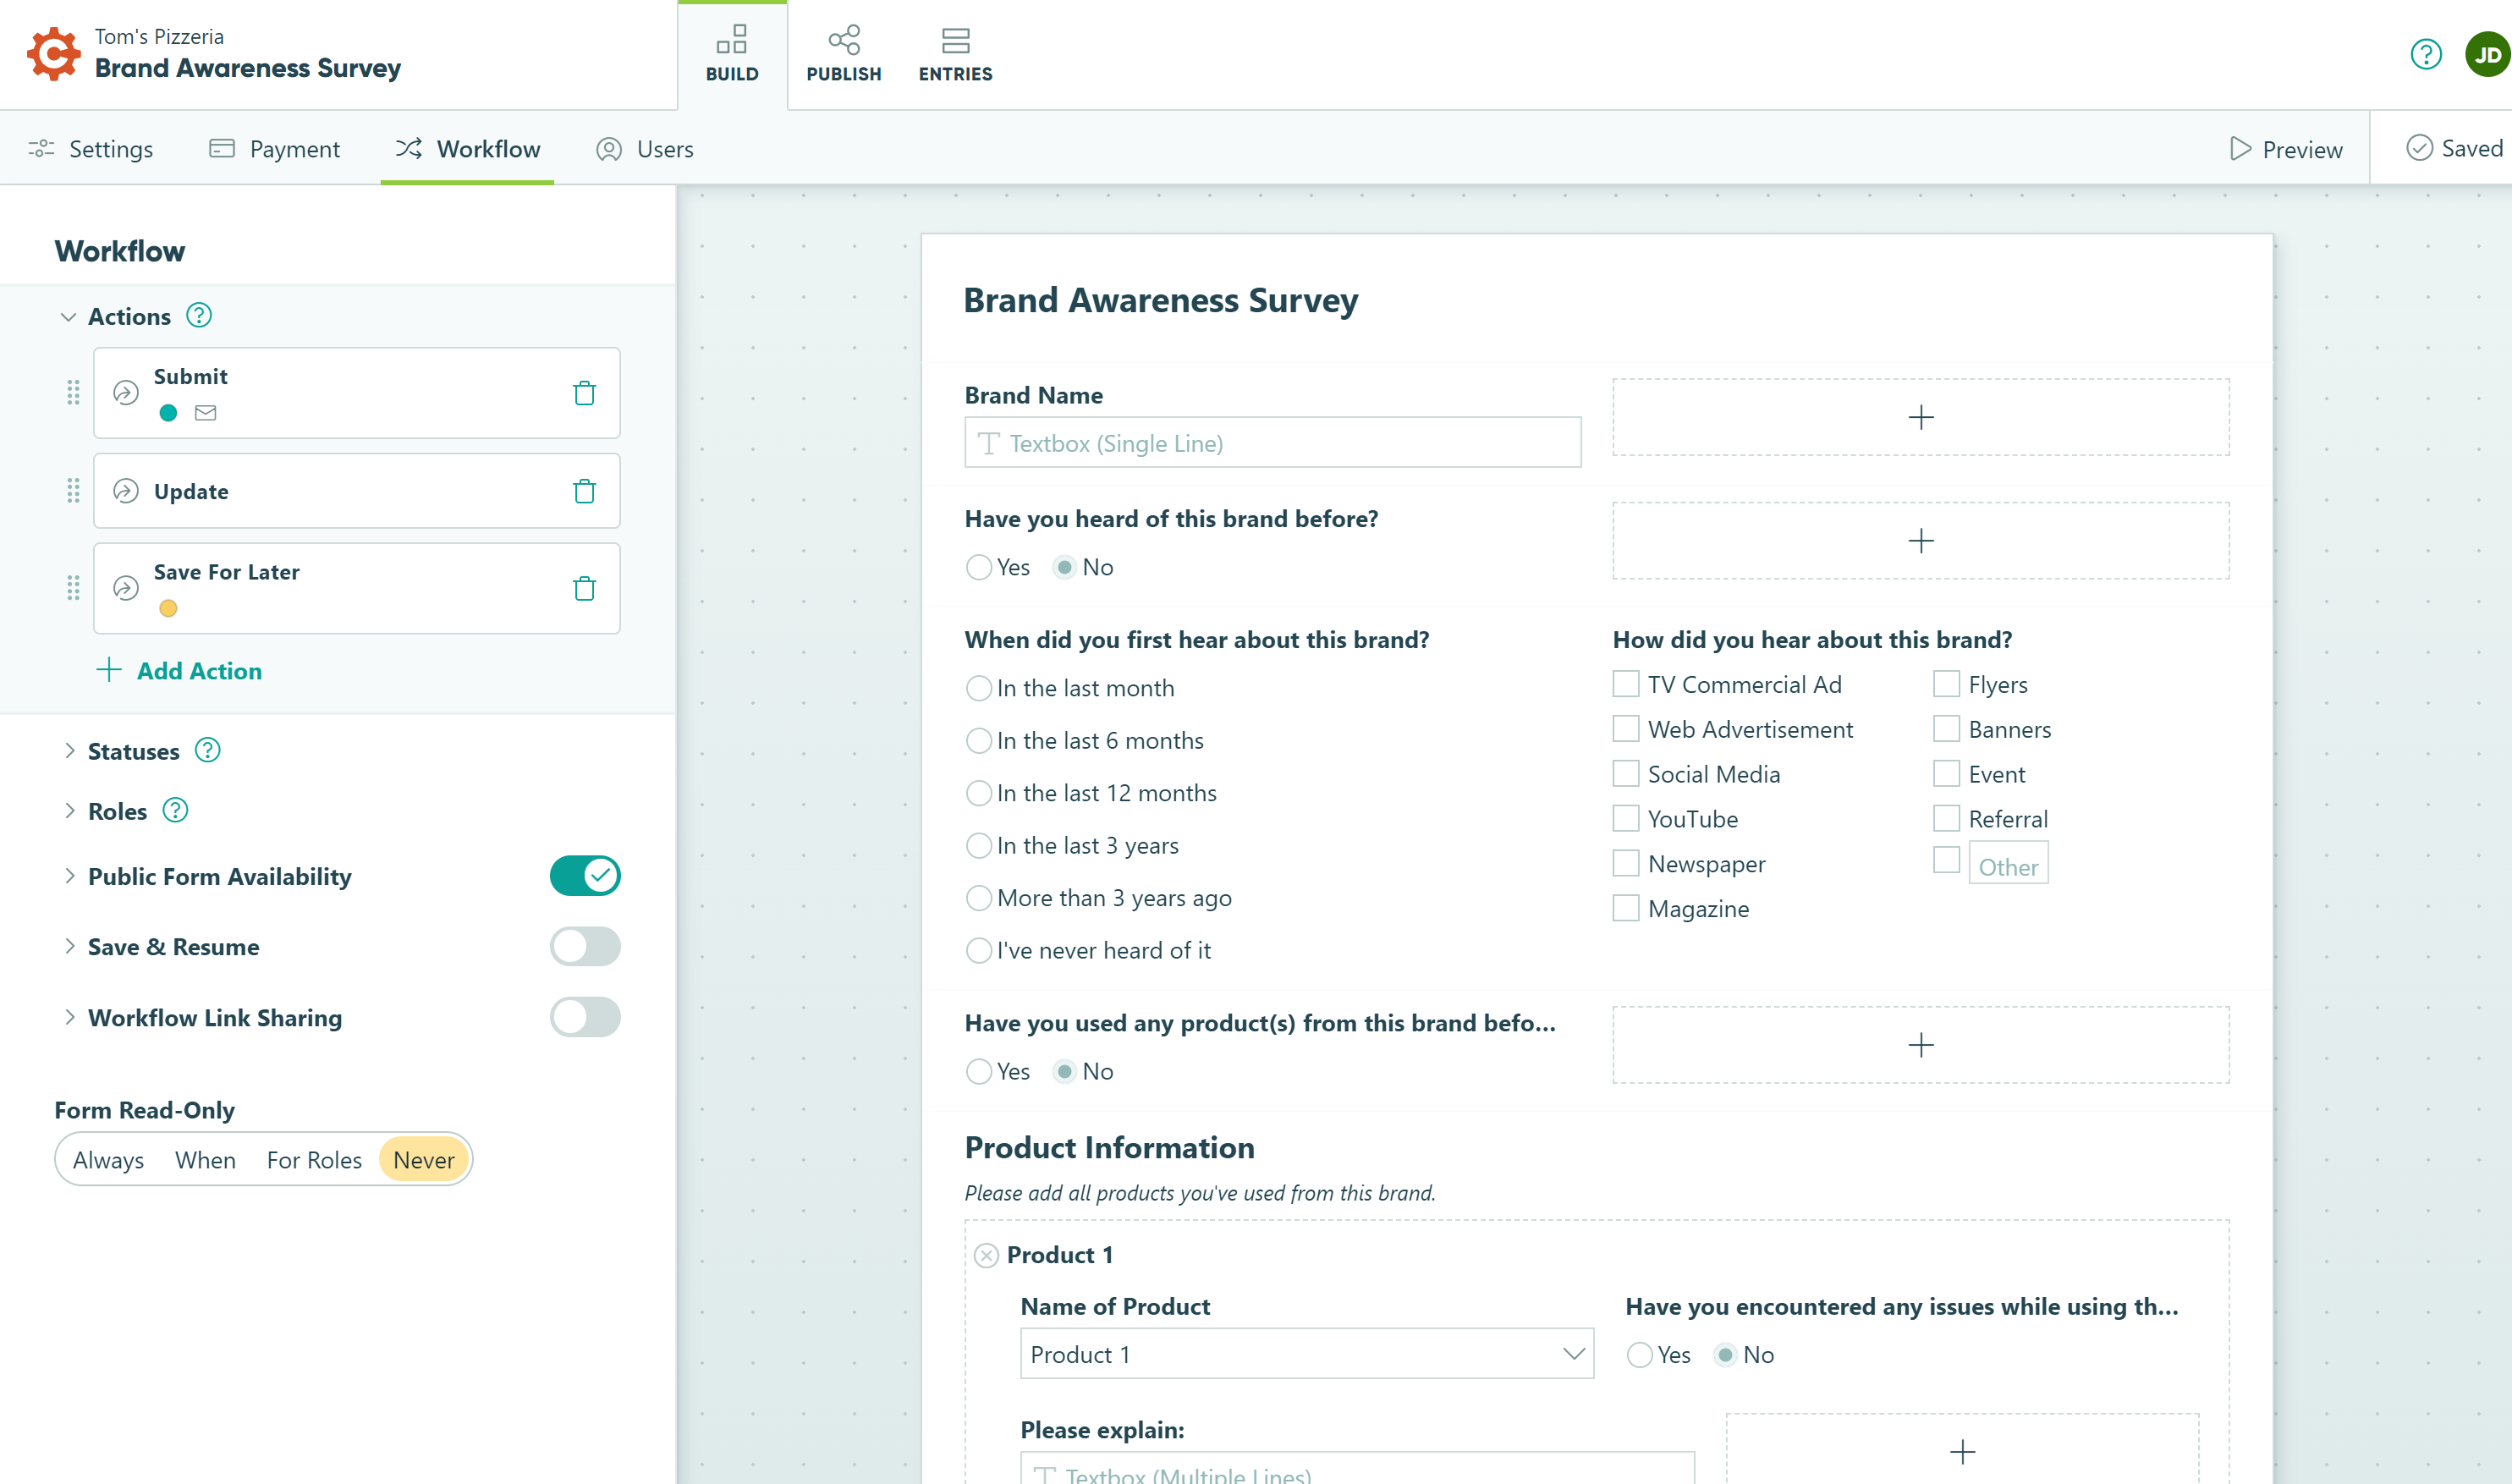 Tom's Pizzeria
Brand Awareness Survey
BUILD
PUBLISH
ENTRIES
?
JD
Settings
Payment
Workflow
Users
Preview
Saved
Workflow
Actions ?
Submit
Update
Save For Later
Add Action
Statuses ?
Roles ?
Public Form Availability
Save & Resume
Workflow Link Sharing
Form Read-Only
Always When For Roles Never
Brand Awareness Survey
Brand Name
Textbox (Single Line)
Have you heard of this brand before?
Yes No
When did you first hear about this brand?
In the last month
In the last 6 months
In the last 12 months
In the last 3 years
More than 3 years ago
I've never heard of it
How did you hear about this brand?
TV Commercial Ad
Web Advertisement
Social Media
YouTube
Newspaper
Magazine
Flyers
Banners
Event
Referral
Other
Have you used any product(s) from this brand befo...
Yes No
Product Information
Please add all products you've used from this brand.
Product 1
Name of Product
Product 1
Have you encountered any issues while using th...
Yes No
Please explain:
Textbox (Multiple Lines)